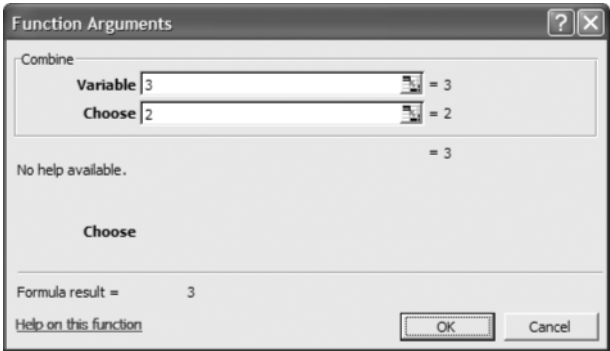 Function Arguments
Combine
Variable 3 = 3
Choose 2 = 2
= 3
No help available.
Choose
Formula result = 3
Help on this function OK Cancel